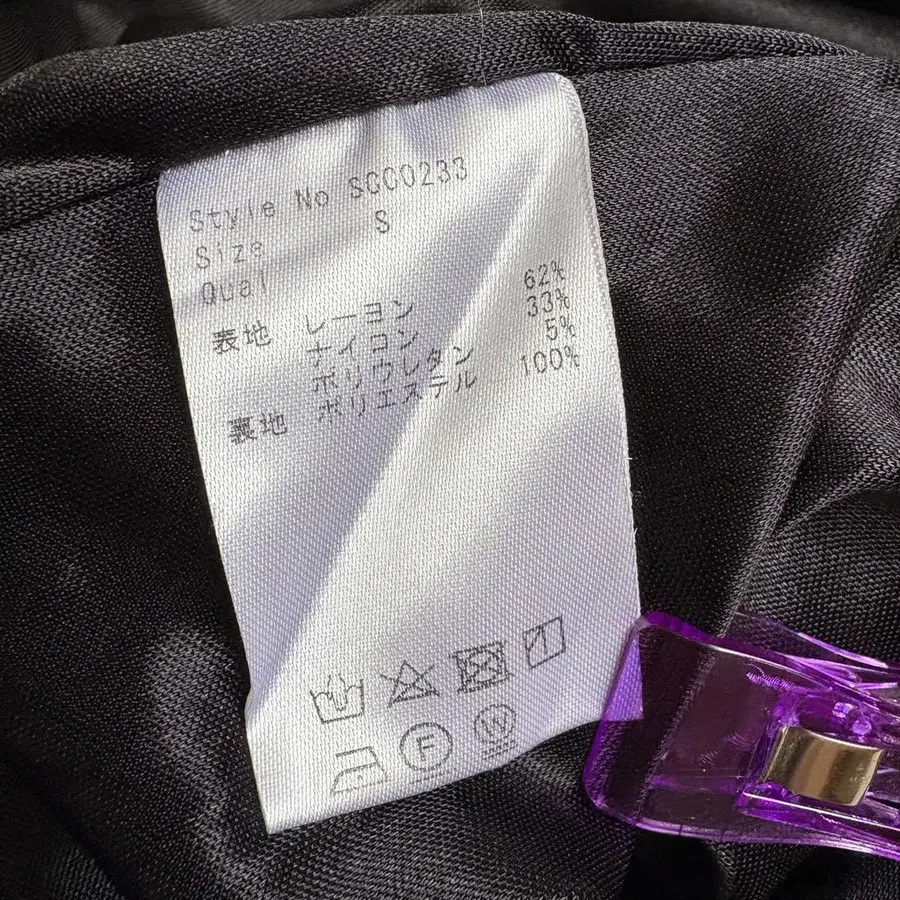 Style No SCC0233
Size S
Qual
表地 レーヨン 62%
ナイロン 33%
ポリウレタン 5%
裏地 ポリエステル 100%
F W